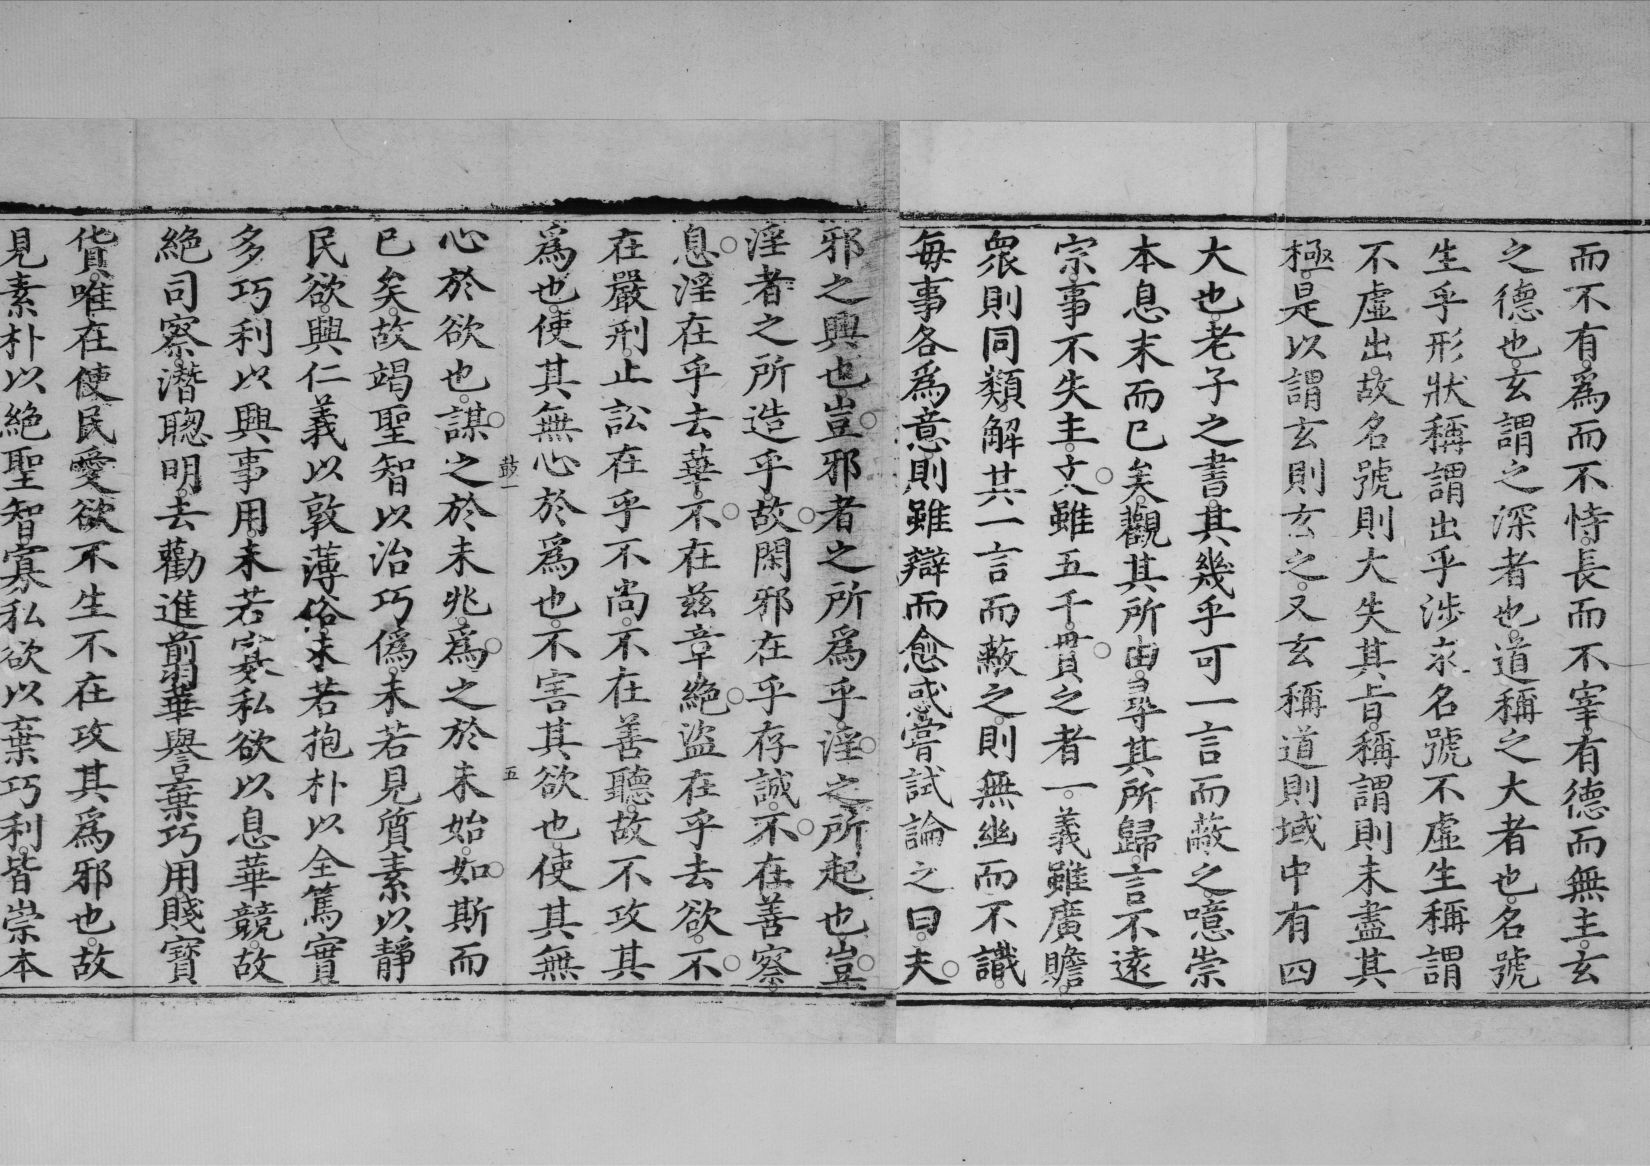 而不有爲而不恃長而不宰有德而無主玄
之德也玄謂之深者也道稱之大者也名號
生乎形狀稱謂出乎涉求名號不虛生稱謂
不虛出故名號則大失其旨稱謂則未盡其
極是以謂玄則玄之又玄稱道則域中有四
大也老子之書其幾乎可一言而蔽之噫崇
本息末而已矣觀其所由尋其所歸言不遠
宗事不失主文雖五千貫之者一義雖廣瞻
衆則同類解其一言而蔽之則無幽而不識
每事各爲意則雖辯而愈惑甞試論之曰夫
邪之興也豈邪者之所爲乎淫之所起也豈
淫者之所造乎故閑邪在乎存誠不在善察
息淫在乎去華不在茲章絶盜在乎去欲不
在嚴刑止訟在乎不尚不在善聽故不攻其
爲也使其無心於爲也不害其欲也使其無
鼓一 五
心於欲也謀之於未兆爲之於未始如斯而
已矣故竭聖智以治巧僞未若見質素以靜
民欲興仁義以敦薄俗未若抱朴以全篤實
多巧利以興事用未若寡私欲以息華競故
絶司察潛聰明去勸進翦華譽棄巧用賤寳
貨唯在使民愛欲不生不在攻其爲邪也故
見素朴以絶聖智寡私欲以棄巧利皆崇本